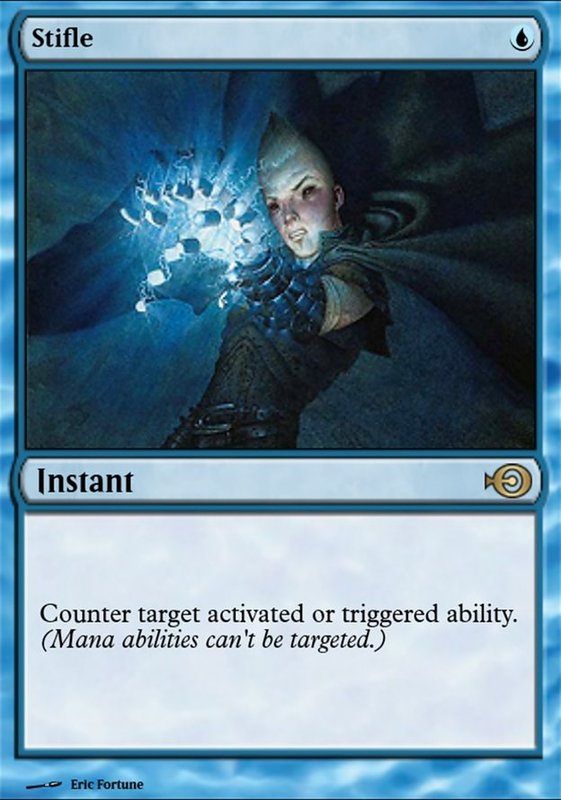 Stifle
Instant
Counter target activated or triggered ability.
(Mana abilities can't be targeted.)
Eric Fortune